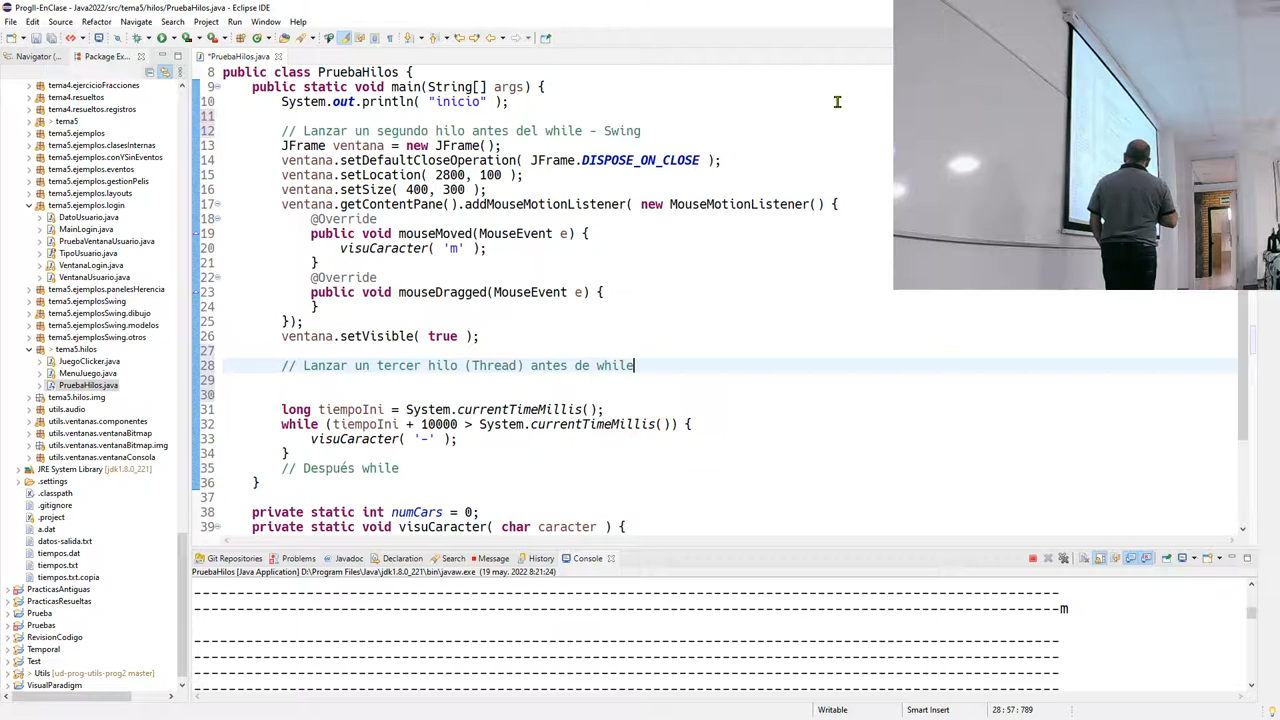 ProgII-EnClase - Java2022/src/tema5/hilos/PruebaHilos.java - Eclipse IDE
File Edit Source Refactor Navigate Search Project Run Window Help
Navigator (... Package Ex...
tema4.ejercicioFracciones
tema4.resueltos
tema4.resueltos.registros
> tema5
tema5.ejemplos
tema5.ejemplos.clasesInternas
tema5.ejemplos.conYSinEventos
tema5.ejemplos.eventos
tema5.ejemplos.gestionPelis
tema5.ejemplos.layouts
tema5.ejemplos.login
DatoUsuario.java
MainLogin.java
PruebaVentanaUsuario.java
TipoUsuario.java
VentanaLogin.java
VentanaUsuario.java
tema5.ejemplos.panelesHerencia
tema5.ejemplosSwing
tema5.ejemplosSwing.dibujo
tema5.ejemplosSwing.modelos
tema5.ejemplosSwing.otros
> tema5.hilos
JuegoClicker.java
MenuJuego.java
PruebaHilos.java
tema5.hilos.img
utils.audio
utils.ventanas.componentes
utils.ventanas.ventanaBitmap
utils.ventanas.ventanaBitmap.img
utils.ventanas.ventanaConsola
JRE System Library [jdk1.8.0_221]
.settings
.classpath
.gitignore
.project
a.dat
datos-salida.txt
tiempos.dat
tiempos.txt
tiempos.txt.copia
PracticasAntiguas
PracticasResueltas
Prueba
Pruebas
RevisionCodigo
Temporal
Test
> Utils [ud-prog-utils-prog2 master]
VisualParadigm
*PruebaHilos.java
8 public class PruebaHilos {
9 public static void main(String[] args) {
10 System.out.println( "inicio" );
11
12 // Lanzar un segundo hilo antes del while - Swing
13 JFrame ventana = new JFrame();
14 ventana.setDefaultCloseOperation( JFrame.DISPOSE_ON_CLOSE );
15 ventana.setLocation( 2800, 100 );
16 ventana.setSize( 400, 300 );
17 ventana.getContentPane().addMouseMotionListener( new MouseMotionListener() {
18 @Override
19 public void mouseMoved(MouseEvent e) {
20 visuCaracter( 'm' );
21 }
22 @Override
23 public void mouseDragged(MouseEvent e) {
24 }
25 });
26 ventana.setVisible( true );
27
28 // Lanzar un tercer hilo (Thread) antes de while
29
30
31 long tiempoIni = System.currentTimeMillis();
32 while (tiempoIni + 10000 > System.currentTimeMillis()) {
33 visuCaracter( '-' );
34 }
35 // Después while
36 }
37
38 private static int numCars = 0;
39 private static void visuCaracter( char caracter ) {
Git Repositories Problems Javadoc Declaration Search Message History Console
PruebaHilos [Java Application] D:\Program Files\Java\jdk1.8.0_221\bin\javaw.exe (19 may. 2022 8:21:24)
----------------------------------------------------------------------------------------------------------------------
----------------------------------------------------------------------------------------------------------------------m
----------------------------------------------------------------------------------------------------------------------
----------------------------------------------------------------------------------------------------------------------
----------------------------------------------------------------------------------------------------------------------
Writable Smart Insert 28 : 57 : 789